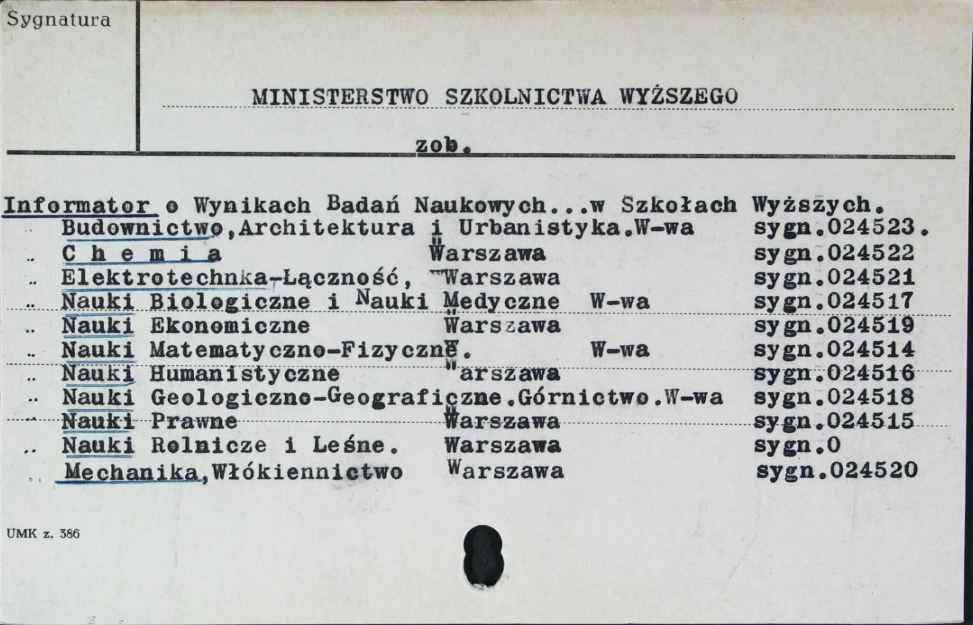 Sygnatura
MINISTERSTWO SZKOLNICTWA WYŻSZEGO
zob.
Informator o Wynikach Badań Naukowych...w Szkołach Wyższych.
" Budownictwo,Architektura i Urbanistyka.W-wa sygn.024523.
" C h e m i a Warszawa sygn.024522
" Elektrotechnka-Łączność, Warszawa sygn.024521
" Nauki Biologiczne i Nauki Medyczne W-wa sygn.024517
" Nauki Ekonomiczne Warszawa sygn.024519
" Nauki Matematyczno-Fizyczne. W-wa sygn.024514
" Nauki Humanistyczne Warszawa sygn.024516
" Nauki Geologiczno-Geograficzne.Górnictwo.W-wa sygn.024518
" Nauki Prawne Warszawa sygn.024515
" Nauki Rolnicze i Leśne. Warszawa sygn.0
" Mechanika,Włókiennictwo Warszawa sygn.024520
UMK z. 386